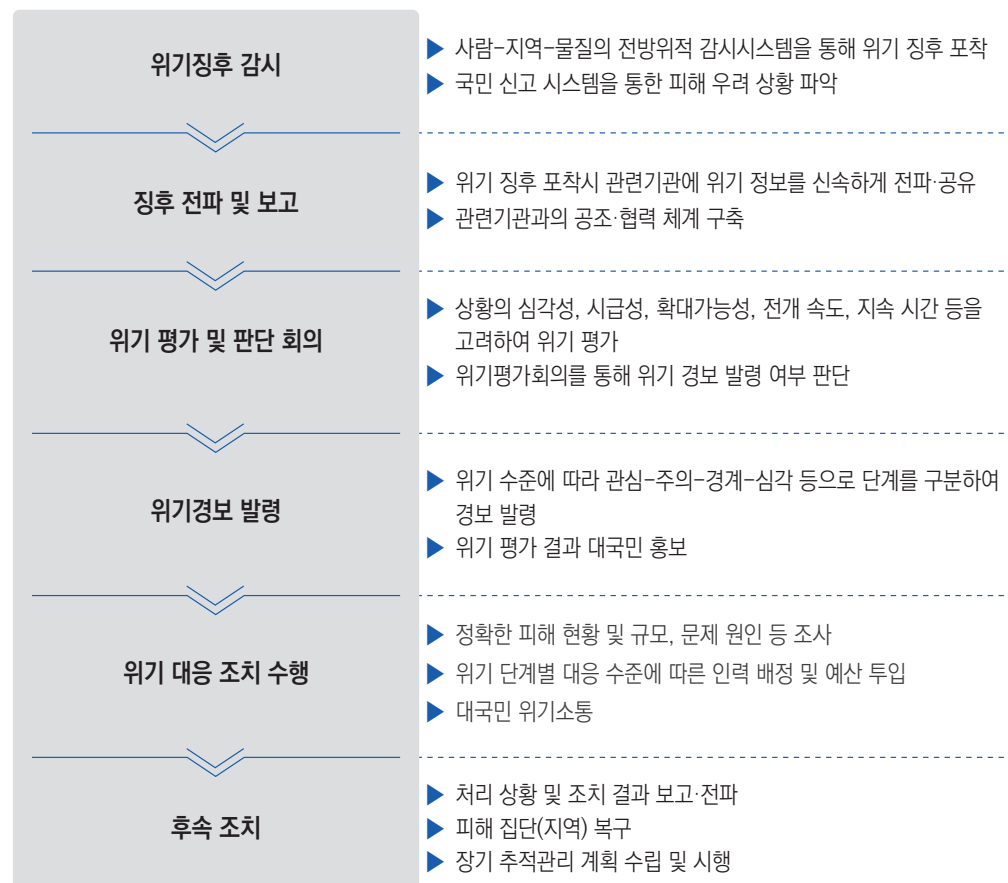 위기징후 감시
▶ 사람-지역-물질의 전방위적 감시시스템을 통해 위기 징후 포착
▶ 국민 신고 시스템을 통한 피해 우려 상황 파악
징후 전파 및 보고
▶ 위기 징후 포착시 관련기관에 위기 정보를 신속하게 전파·공유
▶ 관련기관과의 공조·협력 체계 구축
위기 평가 및 판단 회의
▶ 상황의 심각성, 시급성, 확대가능성, 전개 속도, 지속 시간 등을
고려하여 위기 평가
▶ 위기평가회의를 통해 위기 경보 발령 여부 판단
위기경보 발령
▶ 위기 수준에 따라 관심-주의-경계-심각 등으로 단계를 구분하여
경보 발령
▶ 위기 평가 결과 대국민 홍보
위기 대응 조치 수행
▶ 정확한 피해 현황 및 규모, 문제 원인 등 조사
▶ 위기 단계별 대응 수준에 따른 인력 배정 및 예산 투입
▶ 대국민 위기소통
후속 조치
▶ 처리 상황 및 조치 결과 보고·전파
▶ 피해 집단(지역) 복구
▶ 장기 추적관리 계획 수립 및 시행